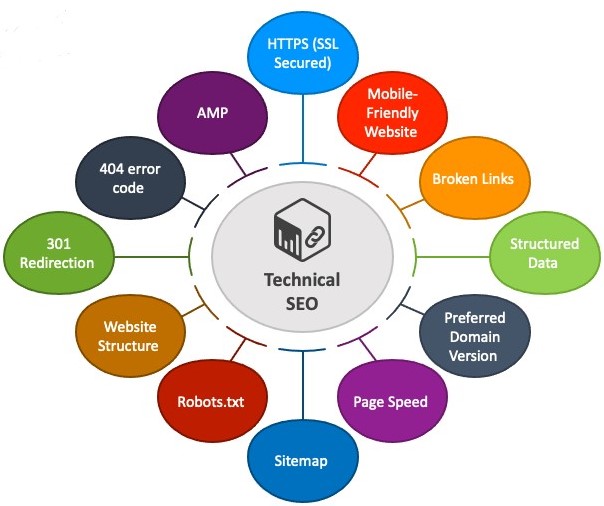 HTTPS (SSL
Secured)
Mobile-
Friendly
Website
Broken Links
Structured
Data
Preferred
Domain
Version
Page Speed
Sitemap
Robots.txt
Website
Structure
301
Redirection
404 error
code
AMP
Technical
SEO